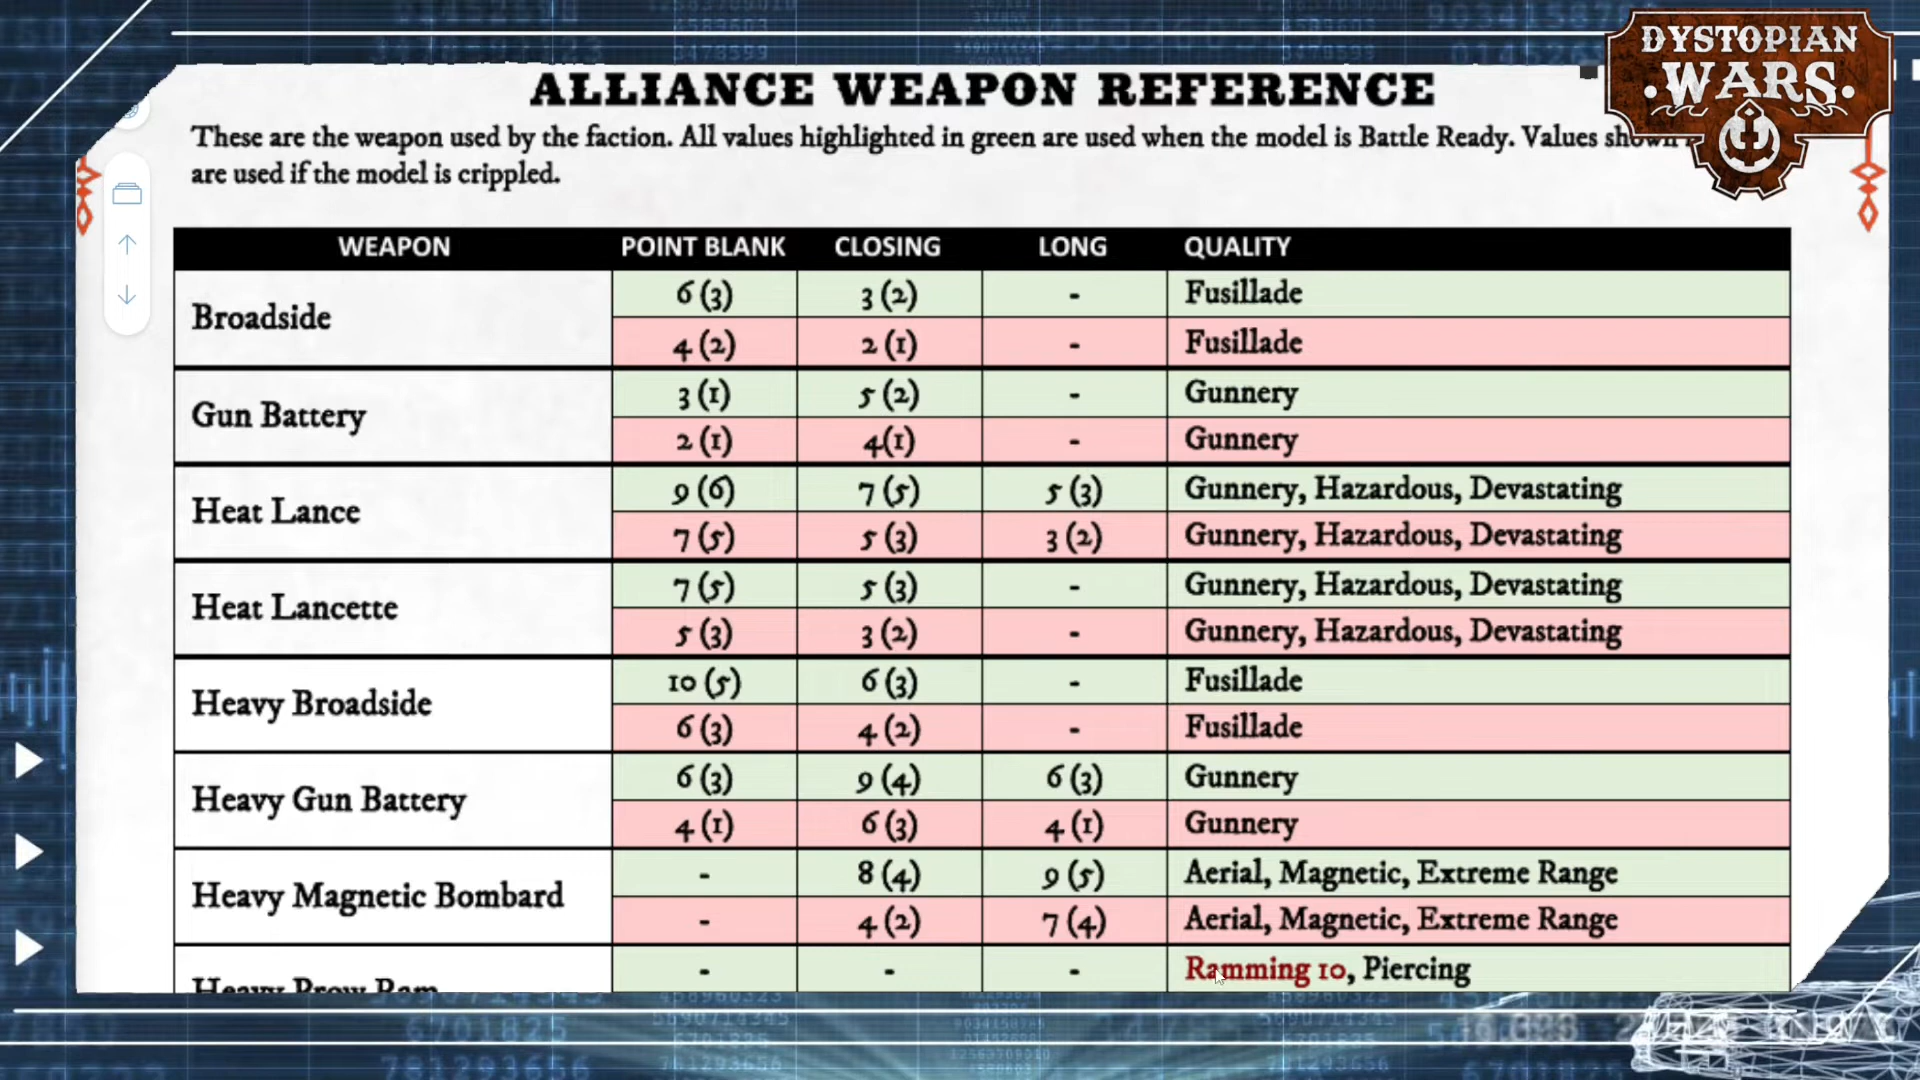 DYSTOPIAN
WARS
ALLIANCE WEAPON REFERENCE
These are the weapon used by the faction. All values highlighted in green are used when the model is Battle Ready. Values shown
are used if the model is crippled.
WEAPON POINT BLANK CLOSING LONG QUALITY
Broadside
6 (3) 3 (2) - Fusillade
4 (2) 2 (1) - Fusillade
Gun Battery
3 (1) 5 (2) - Gunnery
2 (1) 4(1) - Gunnery
Heat Lance
9 (6) 7 (5) 5 (3) Gunnery, Hazardous, Devastating
7 (5) 5 (3) 3 (2) Gunnery, Hazardous, Devastating
Heat Lancette
7 (5) 5 (3) - Gunnery, Hazardous, Devastating
5 (3) 3 (2) - Gunnery, Hazardous, Devastating
Heavy Broadside
10 (5) 6 (3) - Fusillade
6 (3) 4 (2) - Fusillade
Heavy Gun Battery
6 (3) 9 (4) 6 (3) Gunnery
4 (1) 6 (3) 4 (1) Gunnery
Heavy Magnetic Bombard
- 8 (4) 9 (5) Aerial, Magnetic, Extreme Range
- 4 (2) 7 (4) Aerial, Magnetic, Extreme Range
Heavy Prow Ram
- - - Ramming 10, Piercing
6701825
781293656